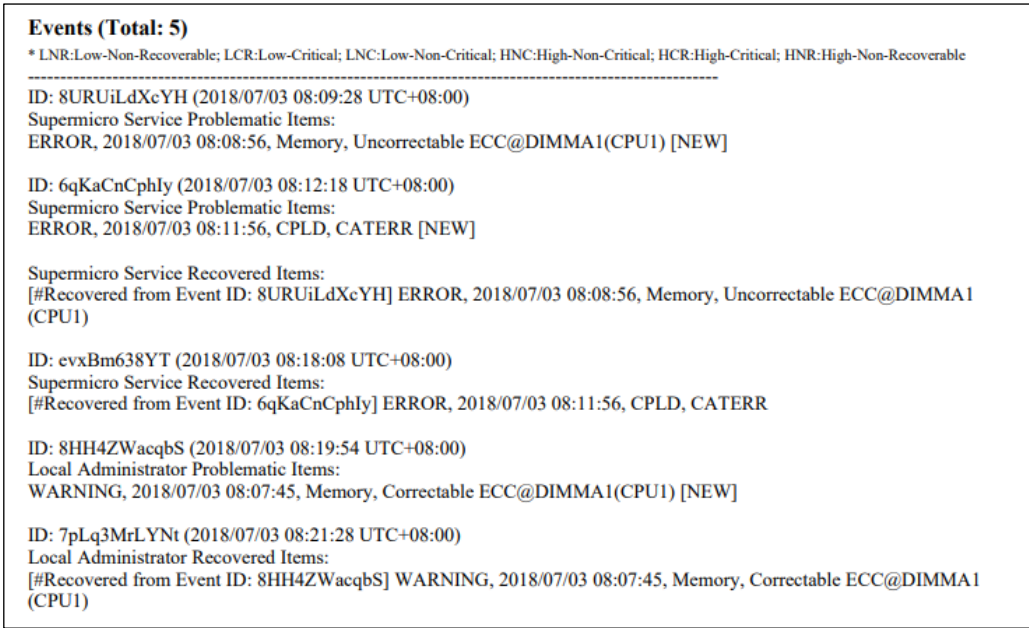 Events (Total: 5)
* LNR:Low-Non-Recoverable; LCR:Low-Critical; LNC:Low-Non-Critical; HNC:High-Non-Critical; HCR:High-Critical; HNR:High-Non-Recoverable
--------------------------------------------------------------------------------------------------------
ID: 8URUiLdXcYH (2018/07/03 08:09:28 UTC+08:00)
Supermicro Service Problematic Items:
ERROR, 2018/07/03 08:08:56, Memory, Uncorrectable ECC@DIMMA1(CPU1) [NEW]
ID: 6qKaCnCphIy (2018/07/03 08:12:18 UTC+08:00)
Supermicro Service Problematic Items:
ERROR, 2018/07/03 08:11:56, CPLD, CATERR [NEW]
Supermicro Service Recovered Items:
[#Recovered from Event ID: 8URUiLdXcYH] ERROR, 2018/07/03 08:08:56, Memory, Uncorrectable ECC@DIMMA1
(CPU1)
ID: evxBm638YT (2018/07/03 08:18:08 UTC+08:00)
Supermicro Service Recovered Items:
[#Recovered from Event ID: 6qKaCnCphIy] ERROR, 2018/07/03 08:11:56, CPLD, CATERR
ID: 8HH4ZWacqbS (2018/07/03 08:19:54 UTC+08:00)
Local Administrator Problematic Items:
WARNING, 2018/07/03 08:07:45, Memory, Correctable ECC@DIMMA1(CPU1) [NEW]
ID: 7pLq3MrLYNt (2018/07/03 08:21:28 UTC+08:00)
Local Administrator Recovered Items:
[#Recovered from Event ID: 8HH4ZWacqbS] WARNING, 2018/07/03 08:07:45, Memory, Correctable ECC@DIMMA1
(CPU1)